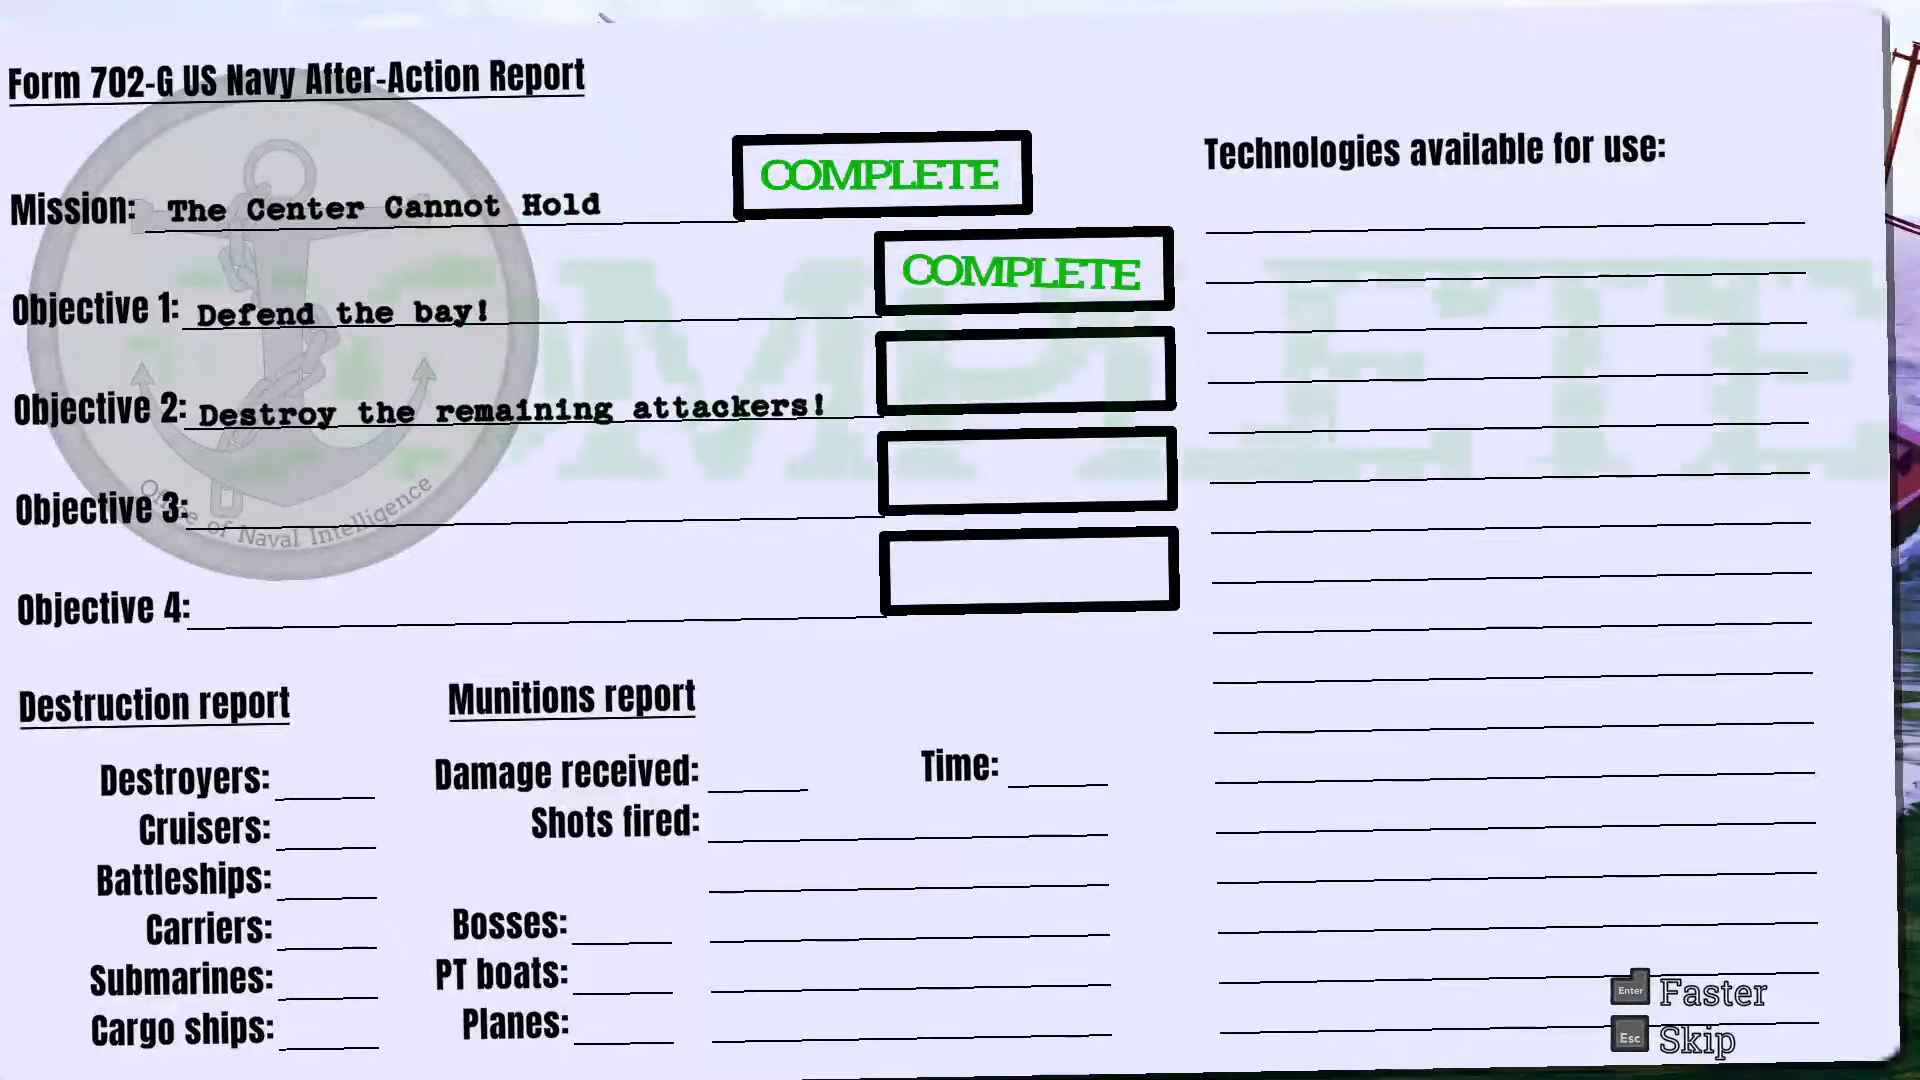 Form 702-G US Navy After-Action Report
Mission: The Center Cannot Hold COMPLETE
Objective 1: Defend the bay! COMPLETE
Objective 2: Destroy the remaining attackers!
Objective 3:
Objective 4:
Office of Naval Intelligence
COMPLETE
Destruction report
Destroyers:
Cruisers:
Battleships:
Carriers:
Submarines:
Cargo ships:
Munitions report
Damage received:
Shots fired:
Time:
Bosses:
PT boats:
Planes:
Technologies available for use:
Enter Faster
Esc Skip